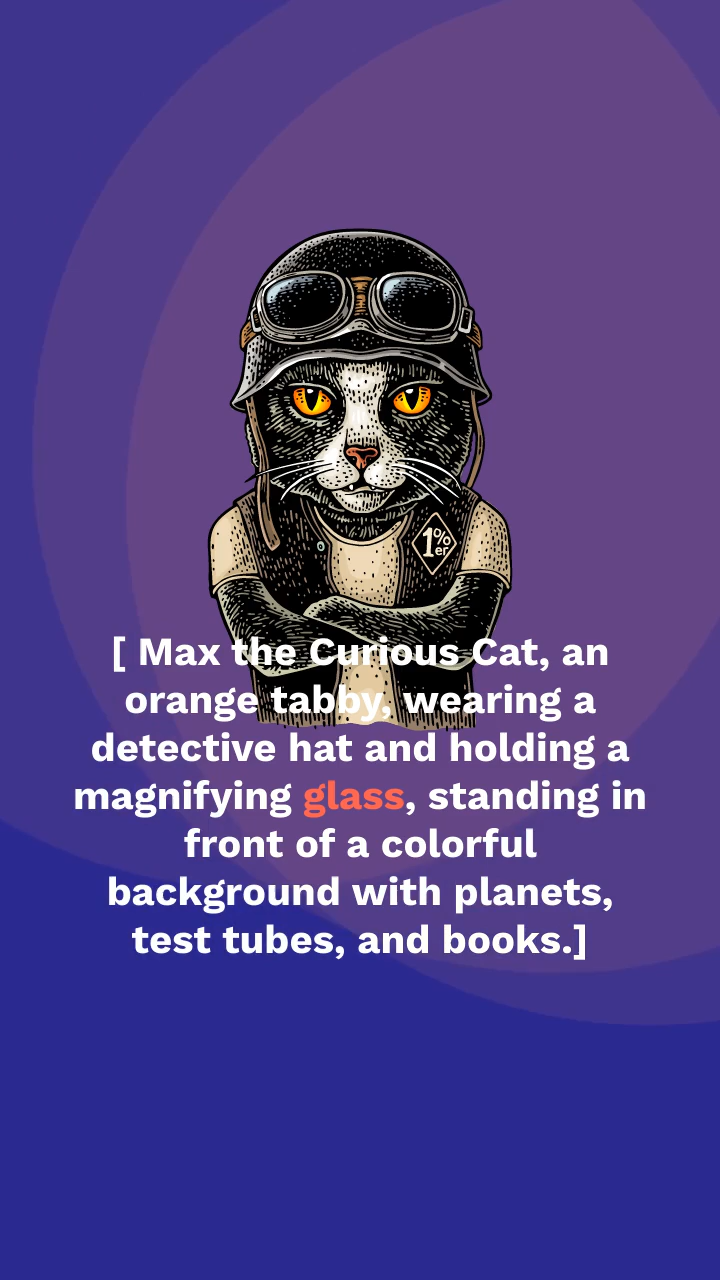 1%
er
[ Max the Curious Cat, an
orange tabby, wearing a
detective hat and holding a
magnifying glass, standing in
front of a colorful
background with planets,
test tubes, and books.]